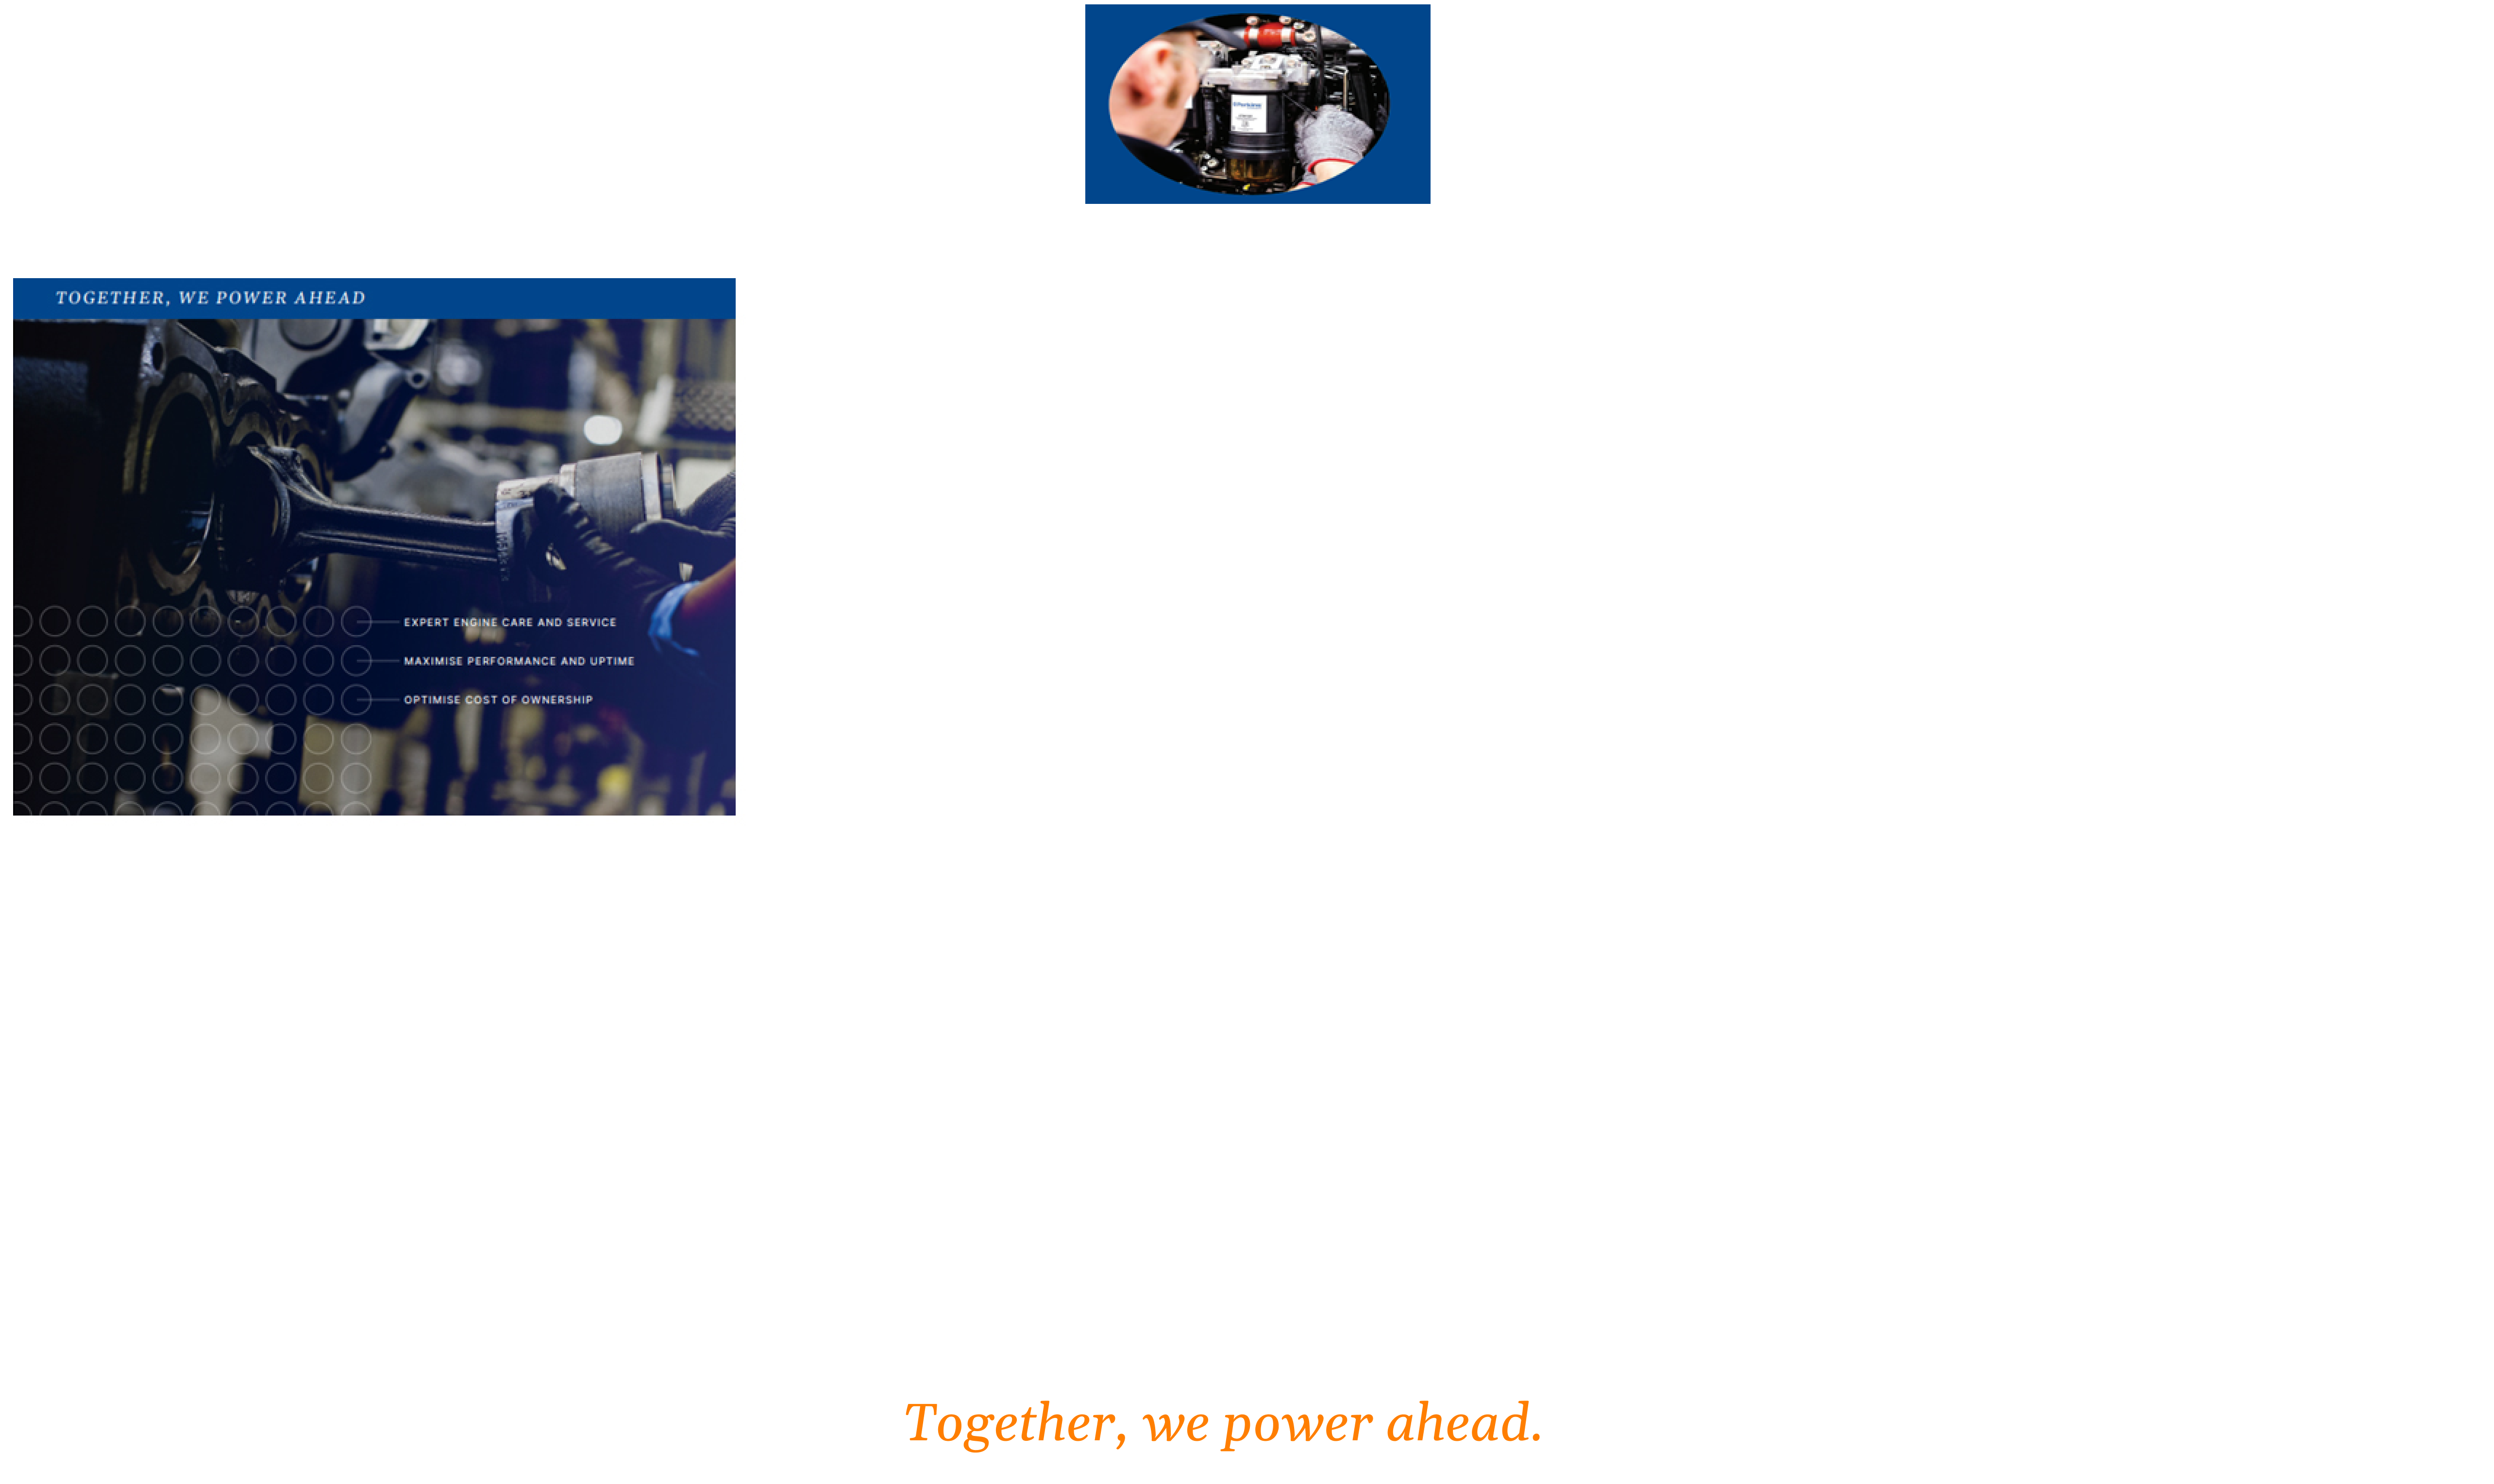 Perkins
TOGETHER, WE POWER AHEAD
EXPERT ENGINE CARE AND SERVICE
MAXIMISE PERFORMANCE AND UPTIME
OPTIMISE COST OF OWNERSHIP
Together, we power ahead.